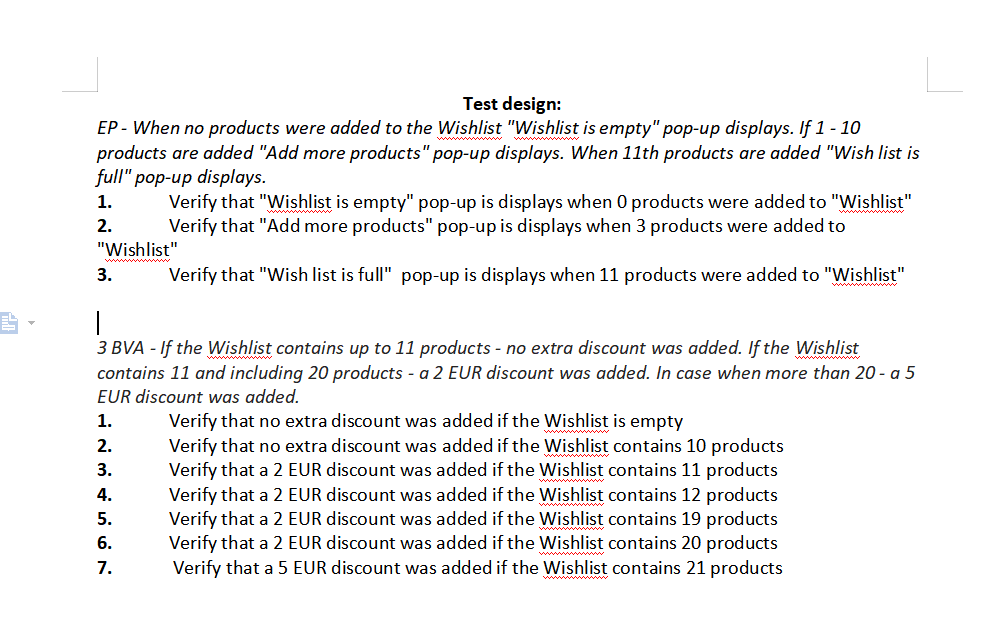 Test design:
EP - When no products were added to the Wishlist "Wishlist is empty" pop-up displays. If 1 - 10
products are added "Add more products" pop-up displays. When 11th products are added "Wish list is
full" pop-up displays.
1. Verify that "Wishlist is empty" pop-up is displays when 0 products were added to "Wishlist"
2. Verify that "Add more products" pop-up is displays when 3 products were added to
"Wishlist"
3. Verify that "Wish list is full"  pop-up is displays when 11 products were added to "Wishlist"
3 BVA - If the Wishlist contains up to 11 products - no extra discount was added. If the Wishlist
contains 11 and including 20 products - a 2 EUR discount was added. In case when more than 20 - a 5
EUR discount was added.
1. Verify that no extra discount was added if the Wishlist is empty
2. Verify that no extra discount was added if the Wishlist contains 10 products
3. Verify that a 2 EUR discount was added if the Wishlist contains 11 products
4. Verify that a 2 EUR discount was added if the Wishlist contains 12 products
5. Verify that a 2 EUR discount was added if the Wishlist contains 19 products
6. Verify that a 2 EUR discount was added if the Wishlist contains 20 products
7. Verify that a 5 EUR discount was added if the Wishlist contains 21 products